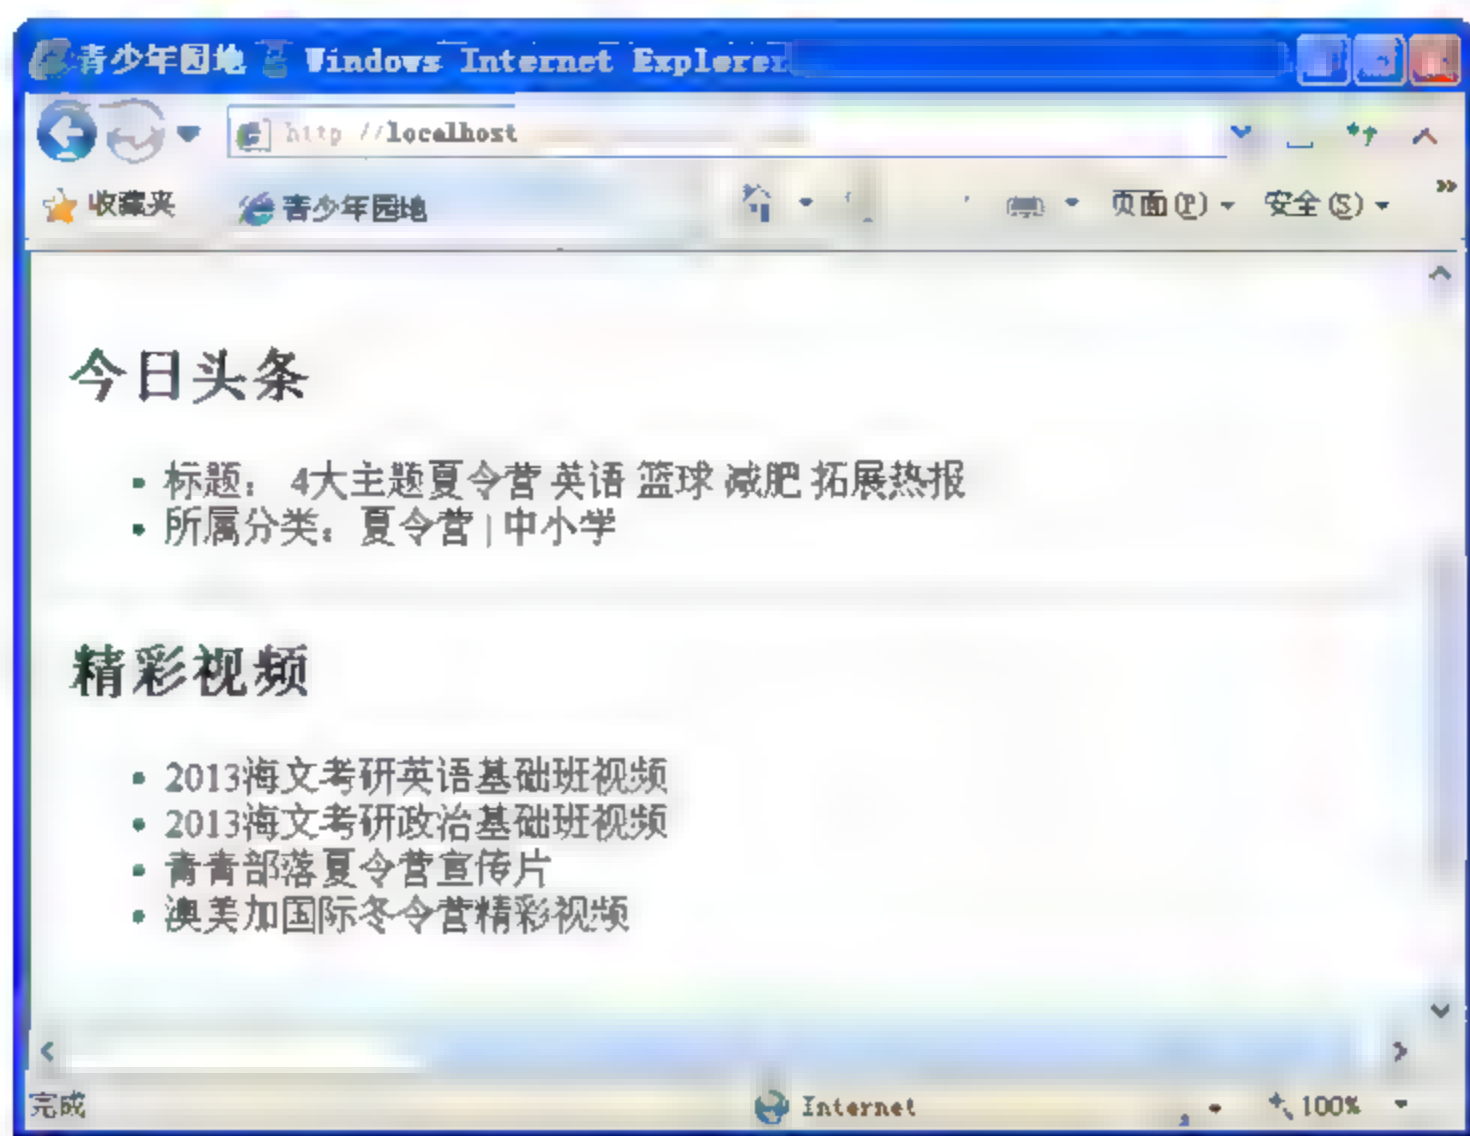 青少年园地 Windows Internet Explorer
http //localhost
收藏夹 青少年园地 页面(P) 安全(S) »
今日头条
• 标题: 4大主题夏令营 英语 篮球 减肥 拓展热报
• 所属分类: 夏令营 | 中小学
精彩视频
• 2013海文考研英语基础班视频
• 2013海文考研政治基础班视频
• 青青部落夏令营宣传片
• 澳美加国际冬令营精彩视频
完成 Internet 100%